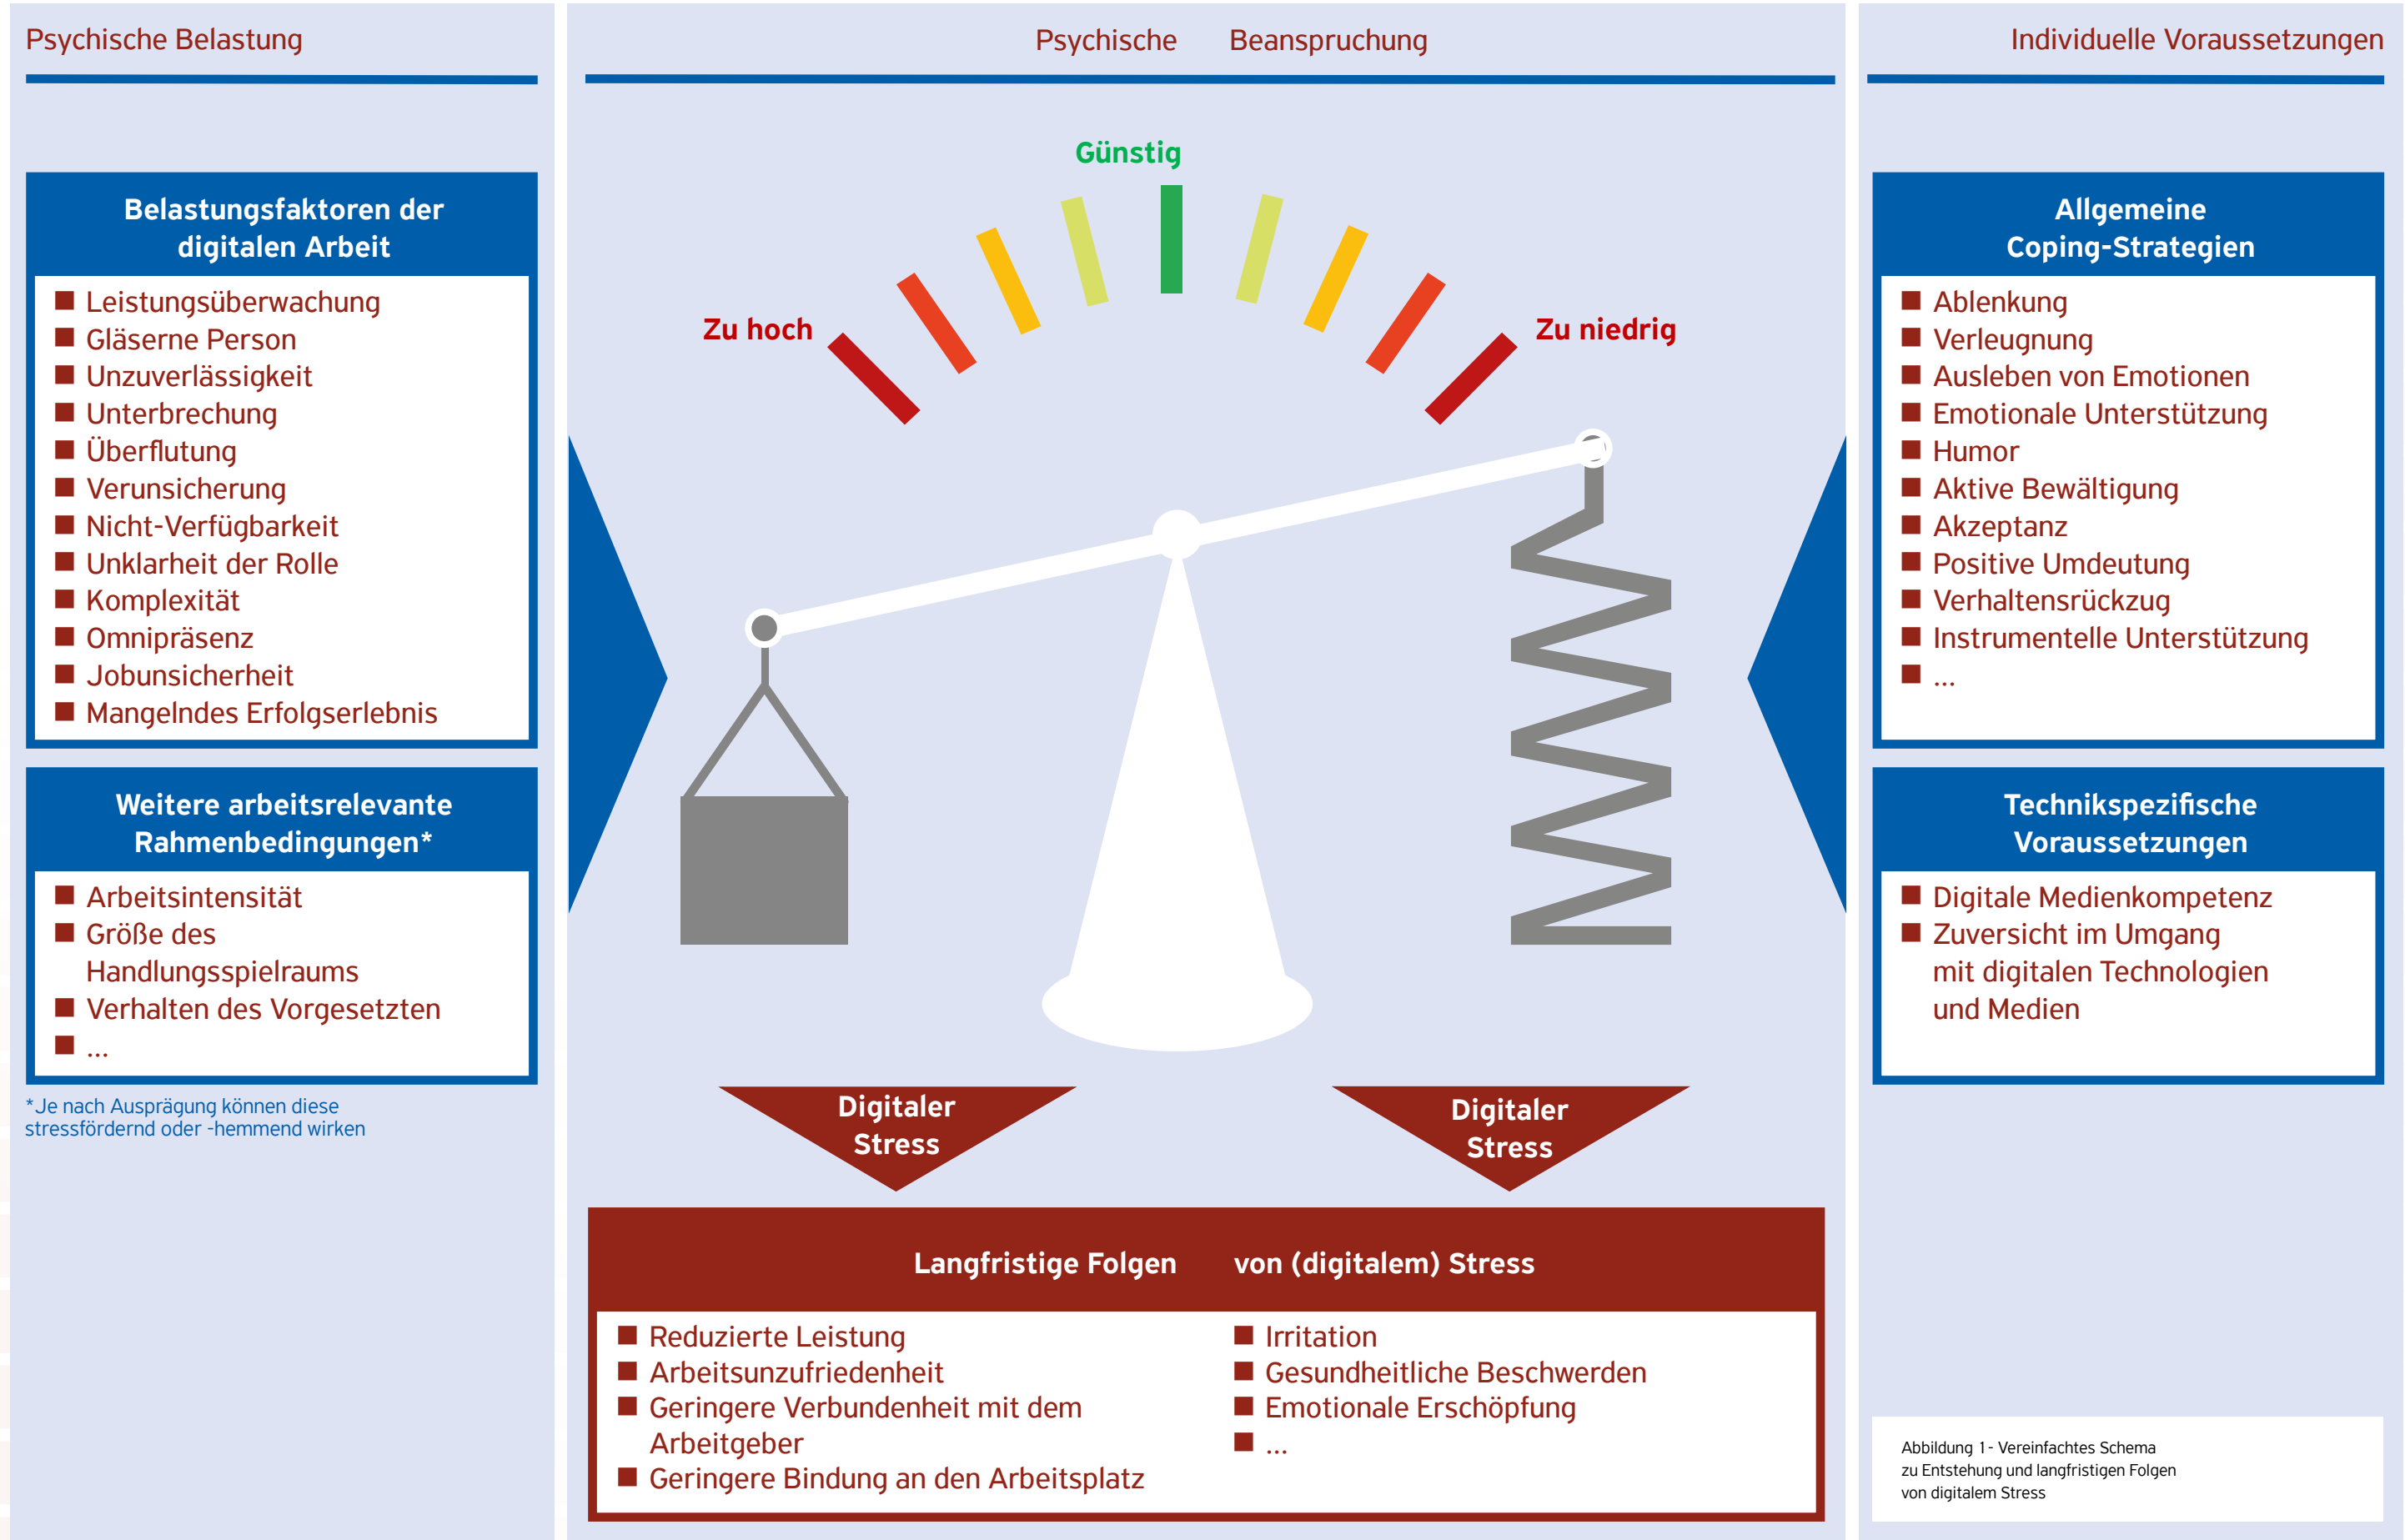 Psychische Belastung
Belastungsfaktoren der
digitalen Arbeit
■ Leistungsüberwachung
■ Gläserne Person
■ Unzuverlässigkeit
■ Unterbrechung
■ Überflutung
■ Verunsicherung
■ Nicht-Verfügbarkeit
■ Unklarheit der Rolle
■ Komplexität
■ Omnipräsenz
■ Jobunsicherheit
■ Mangelndes Erfolgserlebnis
Weitere arbeitsrelevante
Rahmenbedingungen*
■ Arbeitsintensität
■ Größe des
Handlungsspielraums
■ Verhalten des Vorgesetzten
■ ...
*Je nach Ausprägung können diese
stressfördernd oder -hemmend wirken
Psychische Beanspruchung
Günstig
Zu hoch
Zu niedrig
Digitaler
Stress
Digitaler
Stress
Langfristige Folgen von (digitalem) Stress
■ Reduzierte Leistung
■ Arbeitsunzufriedenheit
■ Geringere Verbundenheit mit dem
Arbeitgeber
■ Geringere Bindung an den Arbeitsplatz
■ Irritation
■ Gesundheitliche Beschwerden
■ Emotionale Erschöpfung
■ ...
Individuelle Voraussetzungen
Allgemeine
Coping-Strategien
■ Ablenkung
■ Verleugnung
■ Ausleben von Emotionen
■ Emotionale Unterstützung
■ Humor
■ Aktive Bewältigung
■ Akzeptanz
■ Positive Umdeutung
■ Verhaltensrückzug
■ Instrumentelle Unterstützung
■ ...
Technikspezifische
Voraussetzungen
■ Digitale Medienkompetenz
■ Zuversicht im Umgang
mit digitalen Technologien
und Medien
Abbildung 1 - Vereinfachtes Schema
zu Entstehung und langfristigen Folgen
von digitalem Stress